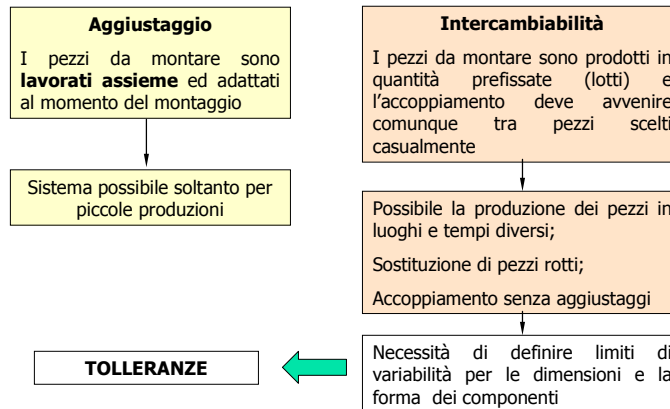 Aggiustaggio
I pezzi da montare sono
lavorati assieme ed adattati
al momento del montaggio
Sistema possibile soltanto per
piccole produzioni
Intercambiabilità
I pezzi da montare sono prodotti in
quantità prefissate (lotti) e
l'accoppiamento deve avvenire
comunque tra pezzi scelti
casualmente
Possibile la produzione dei pezzi in
luoghi e tempi diversi;
Sostituzione di pezzi rotti;
Accoppiamento senza aggiustaggi
Necessità di definire limiti di
variabilità per le dimensioni e la
forma dei componenti
TOLLERANZE